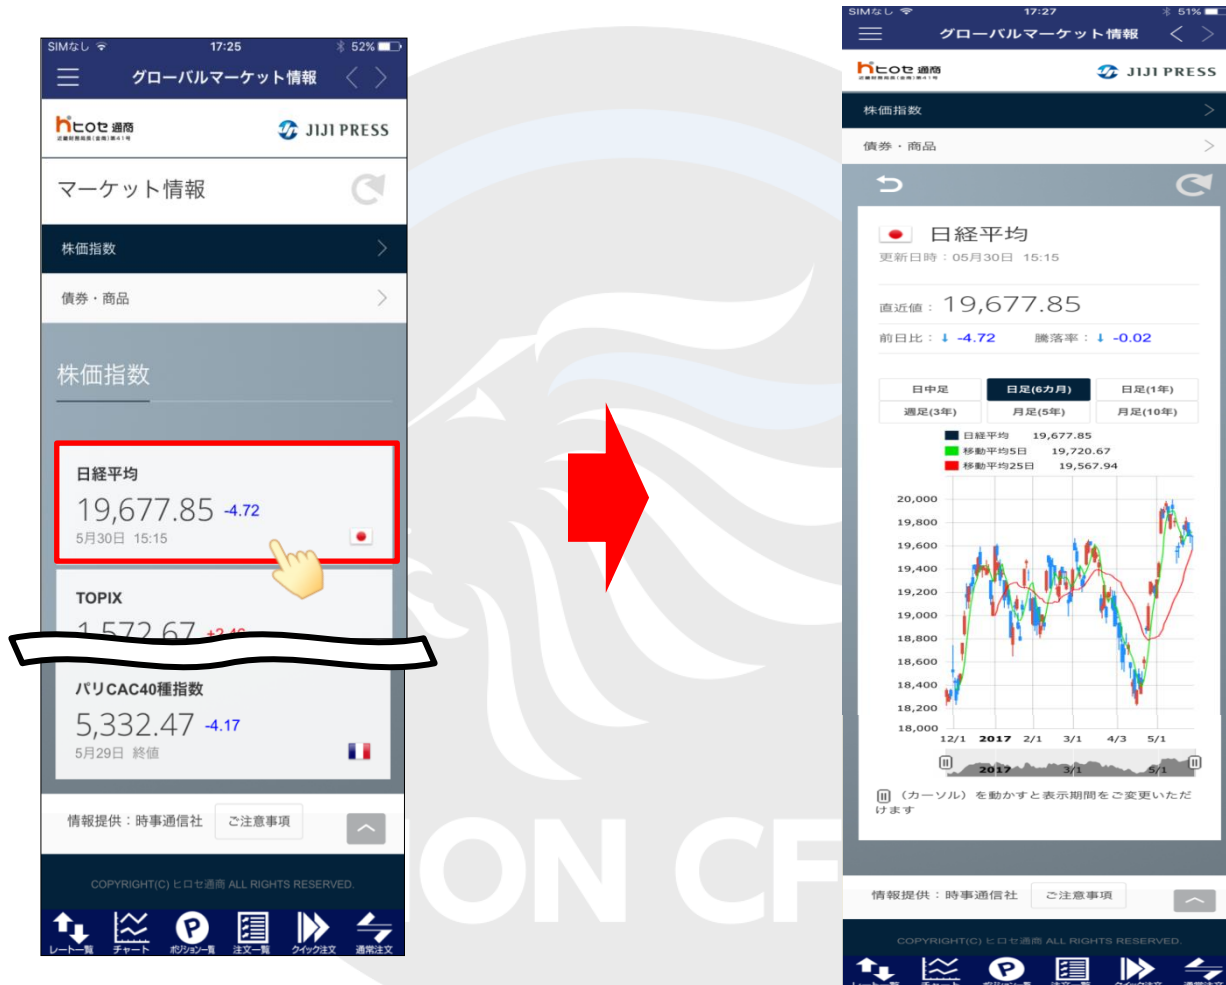 SIMなし 17:25 52%
グローバルマーケット情報
ヒロセ通商
JIJI PRESS
マーケット情報
株価指数
債券・商品
株価指数
日経平均
19,677.85 -4.72
5月30日 15:15
TOPIX
1,572.67
パリCAC40種指数
5,332.47 -4.17
5月29日 終値
情報提供:時事通信社 ご注意事項
COPYRIGHT(C) ヒロセ通商 ALL RIGHTS RESERVED.
レート一覧 チャート ポジション一覧 注文一覧 クイック注文 通常注文
SIMなし 17:27 51%
グローバルマーケット情報
ヒロセ通商
JIJI PRESS
株価指数
債券・商品
日経平均
更新日時:05月30日 15:15
直近値: 19,677.85
前日比:⬇ -4.72 騰落率:⬇ -0.02
日中足 日足(6カ月) 日足(1年)
週足(3年) 月足(5年) 月足(10年)
日経平均 19,677.85
移動平均5日 19,720.67
移動平均25日 19,567.94
20,000
19,800
19,600
19,400
19,200
19,000
18,800
18,600
18,400
18,200
18,000
12/1 2017 2/1 3/1 4/3 5/1
2017 3/1 5/1
(カーソル)を動かすと表示期間をご変更いただ
けます
情報提供:時事通信社 ご注意事項
COPYRIGHT(C) ヒロセ通商 ALL RIGHTS RESERVED.
ION CF